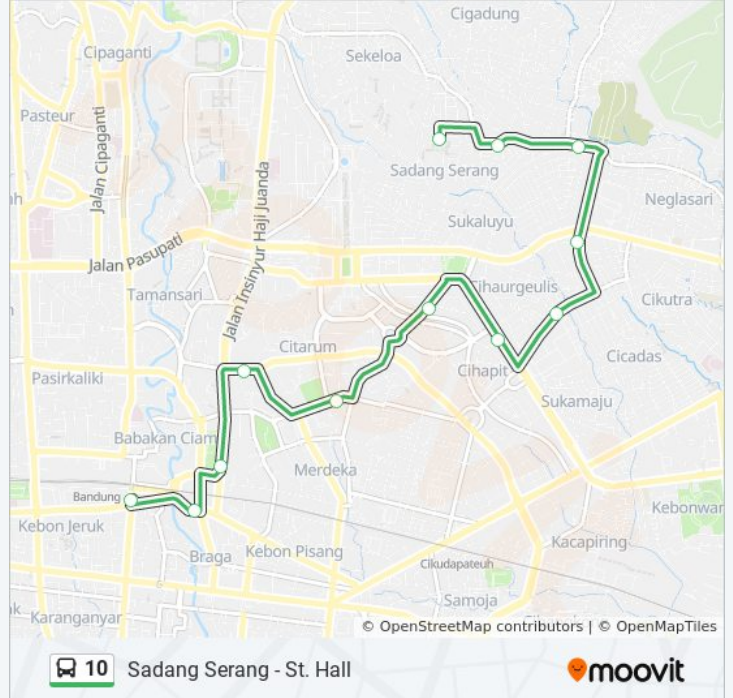 Cigadung
Cipaganti
Sekeloa
Pasteur
Jalan Cipaganti
Sadang Serang
Jalan Insinyur Haji Juanda
Neglasari
Sukaluyu
Jalan Pasupati
Cihaurgeulis
Tamansari
Cikutra
Citarum
Cicadas
Cihapit
Pasirkaliki
Sukamaju
Babakan Ciam
Merdeka
Bandung
Kebonwar
Kebon Jeruk
Kacapiring
Braga
Kebon Pisang
Cikudapateuh
Samoja
Karanganyar
© OpenStreetMap contributors | © OpenMapTiles
10 Sadang Serang - St. Hall
moovit